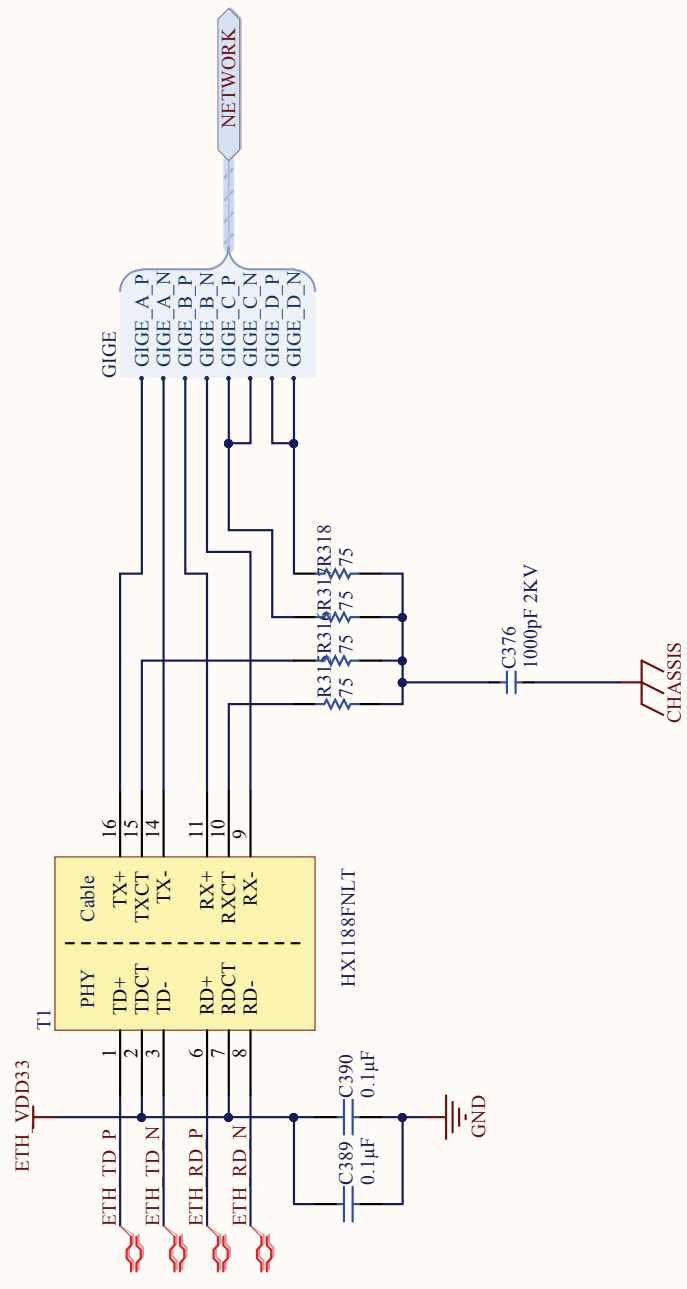 NETWORK
GIGE
GIGE_A_P
GIGE_A_N
GIGE_B_P
GIGE_B_N
GIGE_C_P
GIGE_C_N
GIGE_D_P
GIGE_D_N
R315
75
R316
75
R317
75
R318
75
C376
1000pF 2KV
CHASSIS
16
15
14
11
10
9
T1
PHY
Cable
TD+
TDCT
TD-
RD+
RDCT
RD-
TX+
TXCT
TX-
RX+
RXCT
RX-
HX1188FNLT
1
2
3
6
7
8
ETH_VDD33
ETH_TD_P
ETH_TD_N
ETH_RD_P
ETH_RD_N
C389
0.1µF
C390
0.1µF
GND